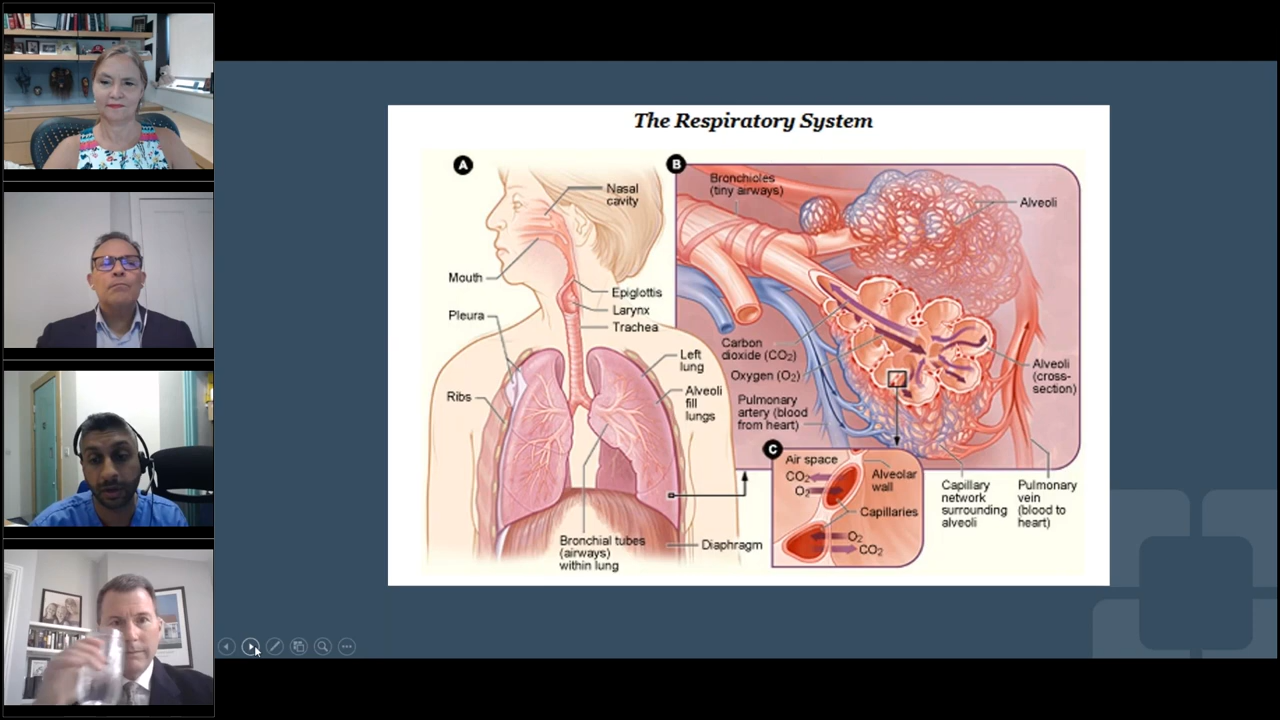 The Respiratory System
A
Nasal
cavity
Mouth
Epiglottis
Larynx
Trachea
Pleura
Left
lung
Ribs
Alveoli
fill
lungs
Bronchial tubes
(airways)
within lung
Diaphragm
B
Bronchioles
(tiny airways)
Alveoli
Carbon
dioxide (CO2)
Oxygen (O2)
Pulmonary
artery (blood
from heart)
Alveoli
(cross-
section)
Capillary
network
surrounding
alveoli
Pulmonary
vein
(blood to
heart)
C
Air space
CO2
O2
Alveolar
wall
Capillaries
O2
CO2